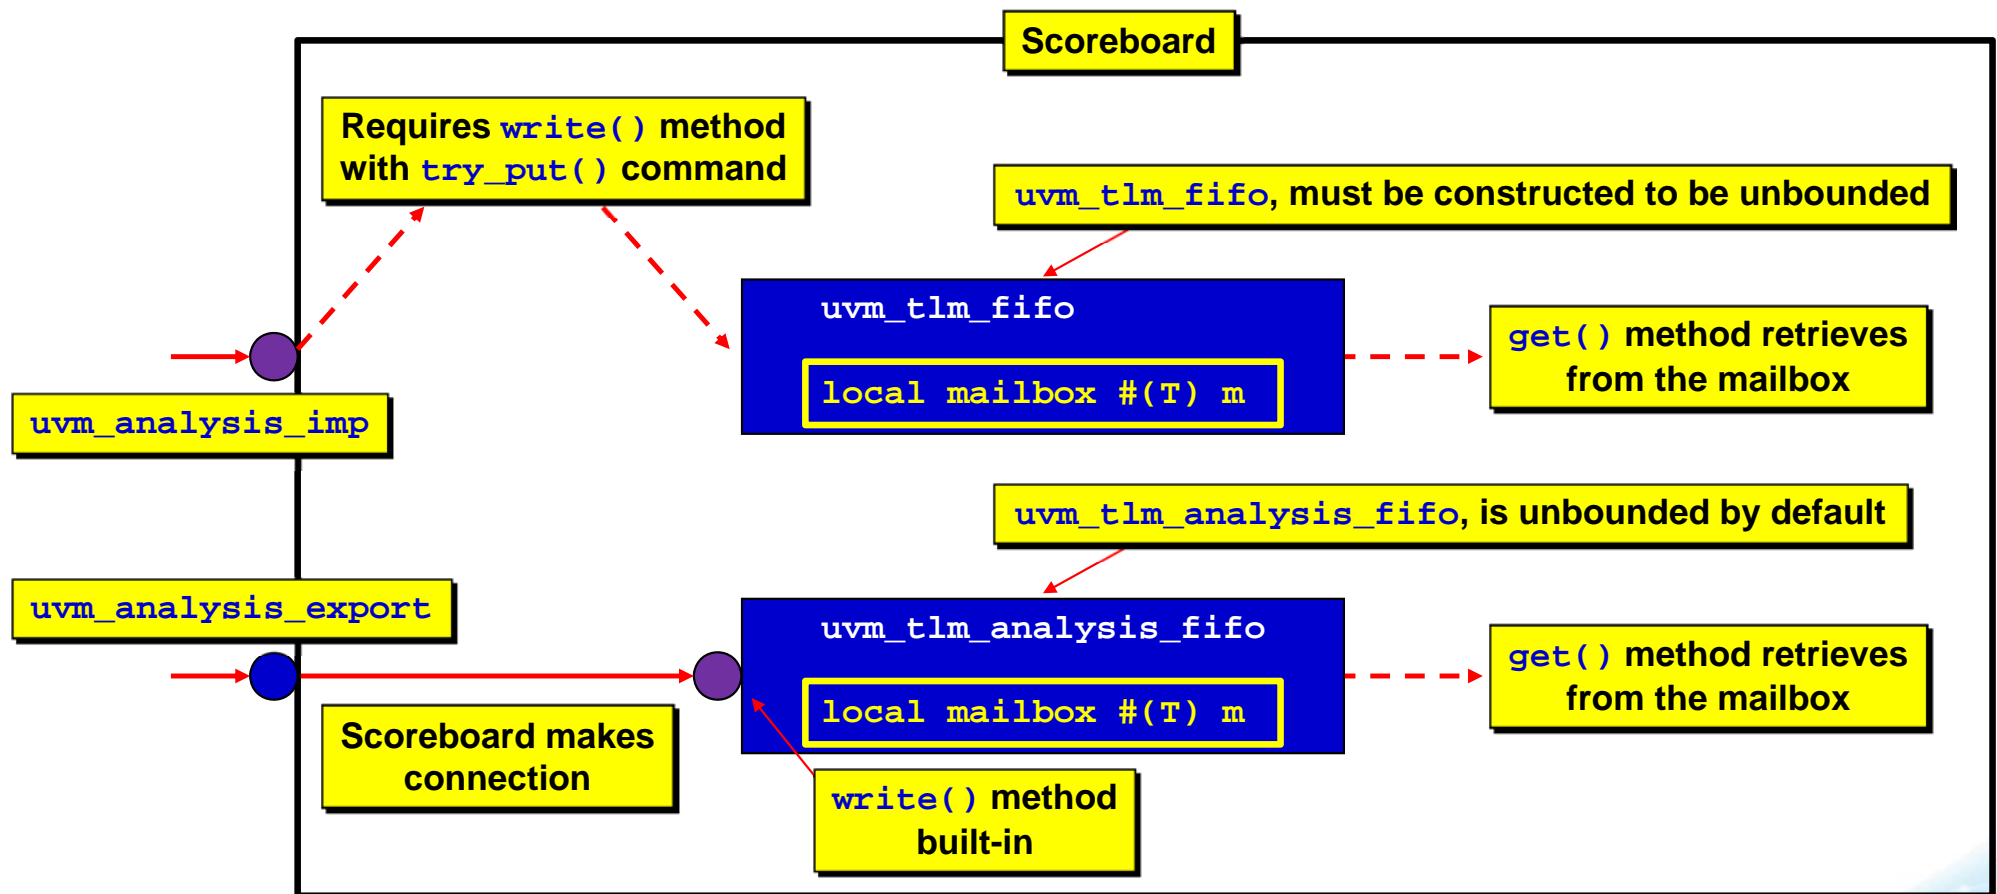 Scoreboard
Requires write() method
with try_put() command
uvm_tlm_fifo, must be constructed to be unbounded
uvm_tlm_fifo
local mailbox #(T) m
get() method retrieves
from the mailbox
uvm_analysis_imp
uvm_tlm_analysis_fifo, is unbounded by default
uvm_analysis_export
uvm_tlm_analysis_fifo
local mailbox #(T) m
get() method retrieves
from the mailbox
Scoreboard makes
connection
write() method
built-in